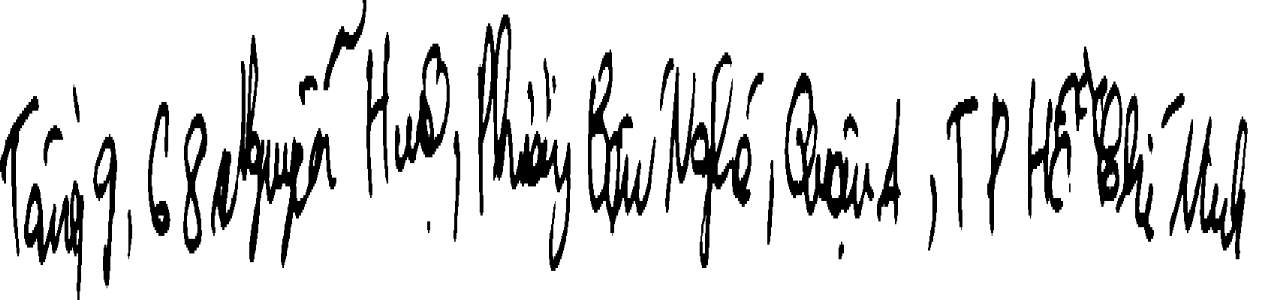 Tầng 9, 68 Nguyễn Huệ, Phường Bến Nghé, Quận 1, TP Hồ Chí Minh